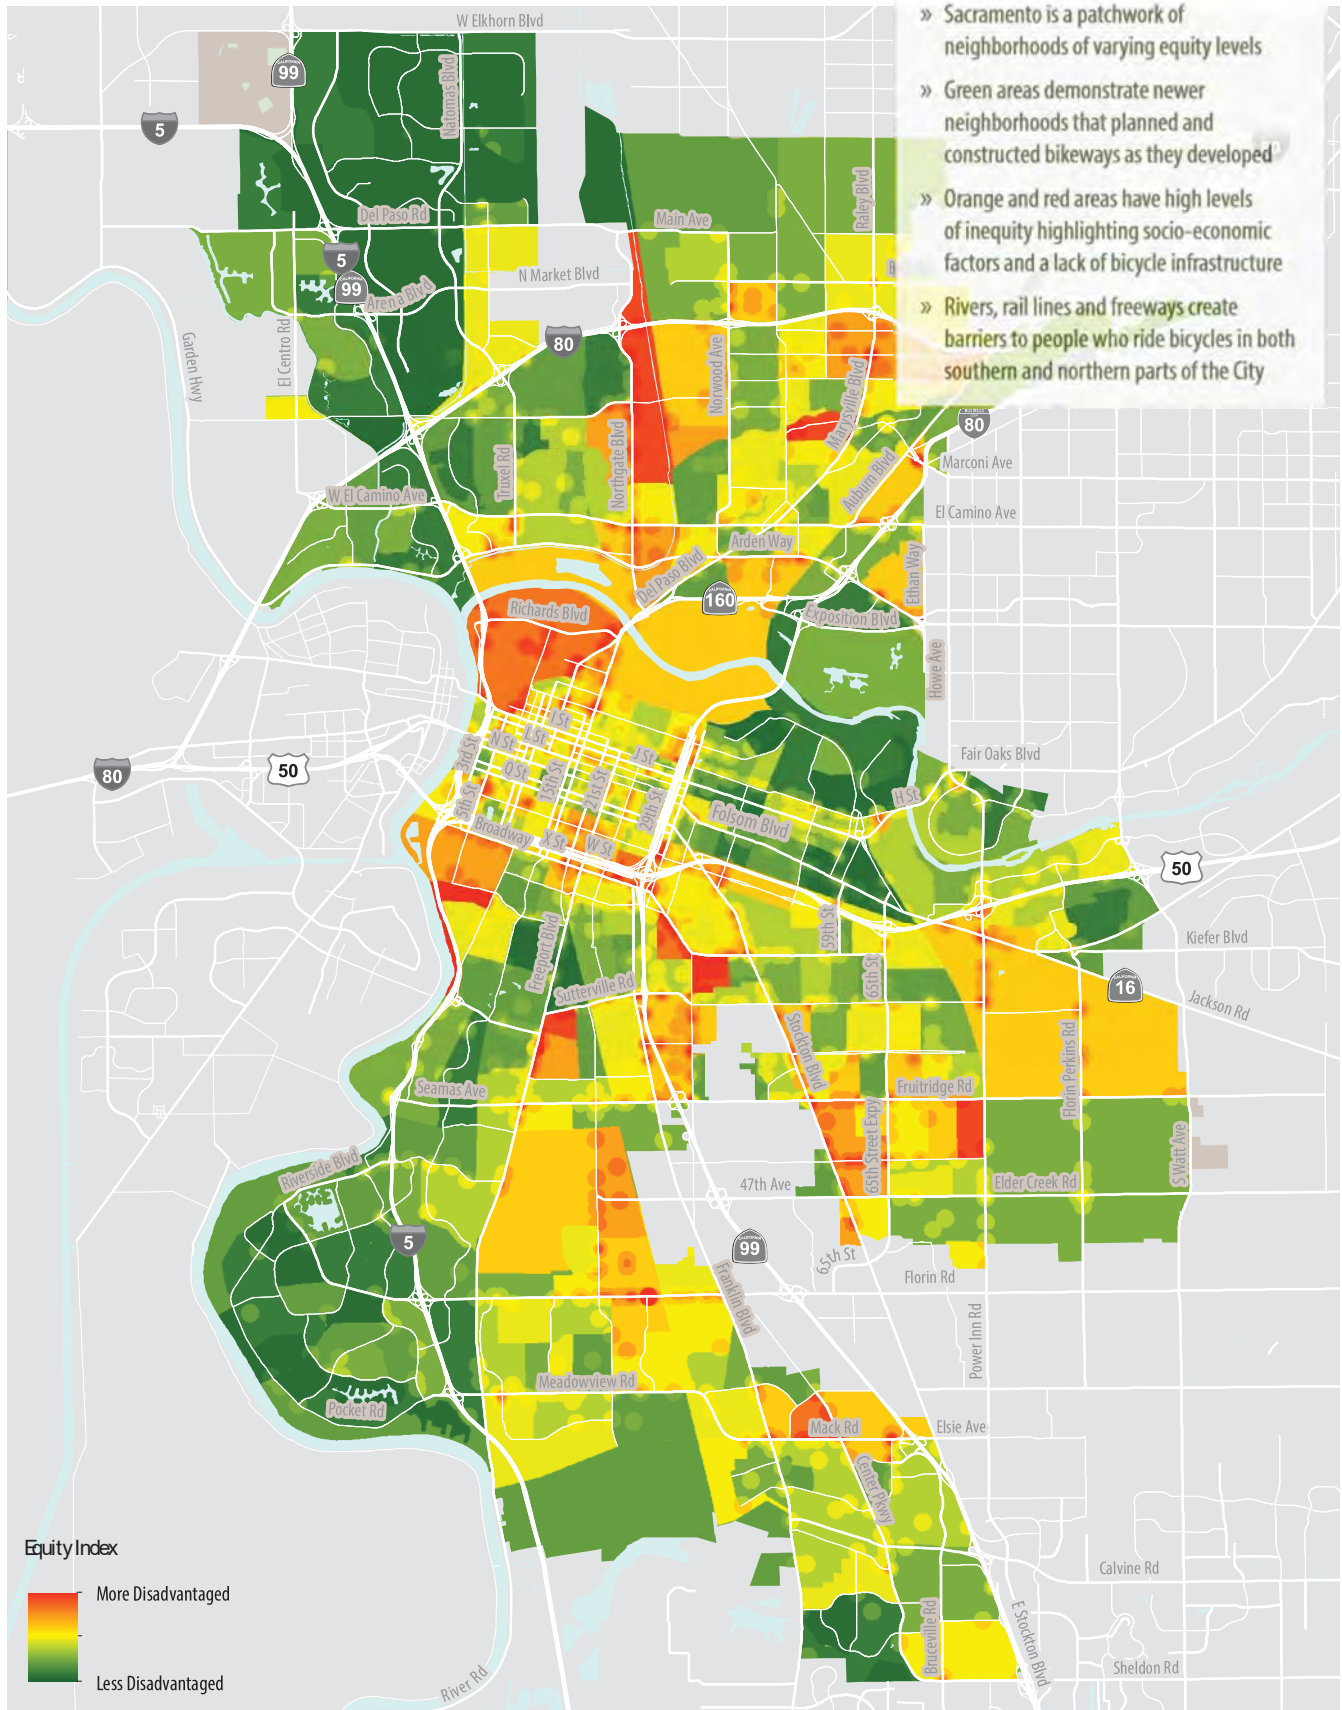 » Sacramento is a patchwork of
neighborhoods of varying equity levels
» Green areas demonstrate newer
neighborhoods that planned and
constructed bikeways as they developed
» Orange and red areas have high levels
of inequity highlighting socio-economic
factors and a lack of bicycle infrastructure
» Rivers, rail lines and freeways create
barriers to people who ride bicycles in both
southern and northern parts of the City
W Elkhorn Blvd
CALIFORNIA
99
Natomas Blvd
5
Raley Blvd
Del Paso Rd
Main Ave
5
CALIFORNIA
99
N Market Blvd
Arena Blvd
El Centro Rd
Garden Hwy
80
Norwood Ave
Marysville Blvd
80
Northgate Blvd
Truxel Rd
Marconi Ave
Auburn Blvd
W El Camino Ave
El Camino Ave
Arden Way
Del Paso Blvd
Ethan Way
CALIFORNIA
160
Richards Blvd
Exposition Blvd
Howe Ave
I St
L St
N St
J St
3rd St
Q St
15th St
21st St
29th St
Fair Oaks Blvd
80
50
5th St
H St
Folsom Blvd
Broadway
X St
W St
50
59th St
Kiefer Blvd
Freeport Blvd
65th St
Sutterville Rd
CALIFORNIA
16
Jackson Rd
Stockton Blvd
Florin Perkins Rd
Seamas Ave
Fruitridge Rd
65th Street Expy
S Watt Ave
Riverside Blvd
47th Ave
Elder Creek Rd
5
CALIFORNIA
99
65th St
Florin Rd
Franklin Blvd
Power Inn Rd
Meadowview Rd
Pocket Rd
Mack Rd
Elsie Ave
Center Pkwy
Equity Index
More Disadvantaged
Less Disadvantaged
Calvine Rd
Bruceville Rd
E Stockton Blvd
Sheldon Rd
River Rd